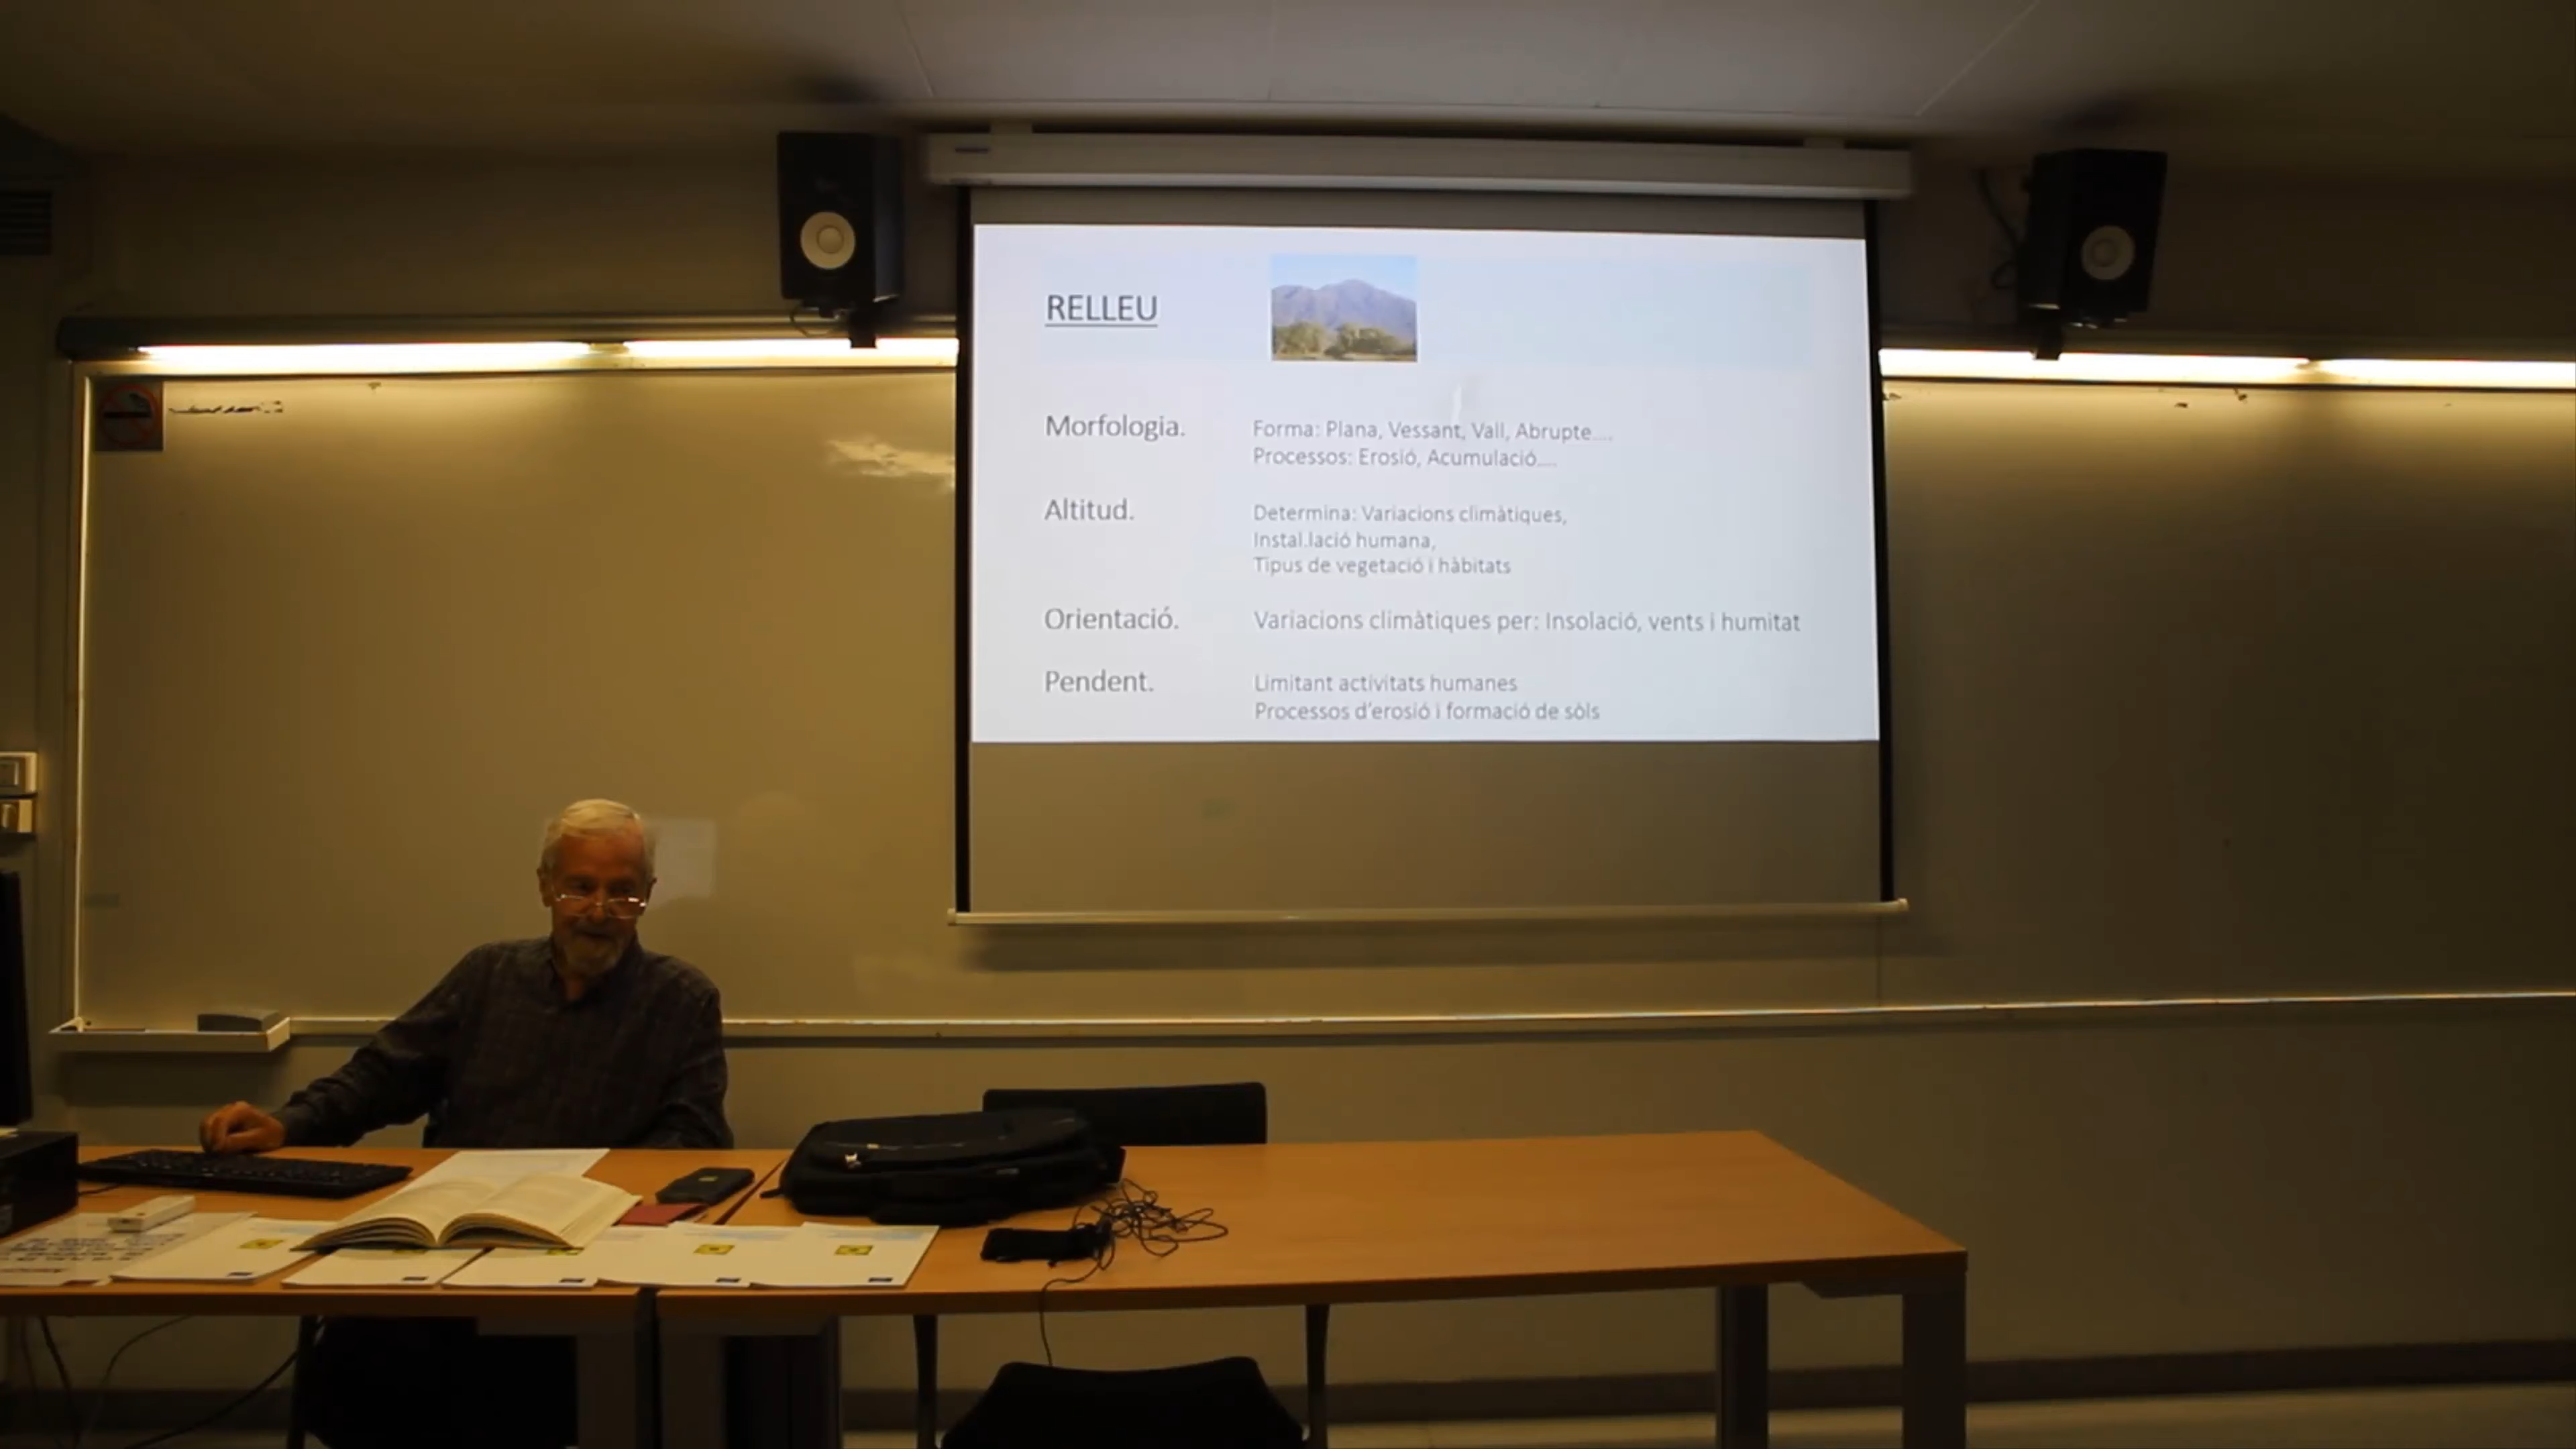 RELLEU
Morfologia. Forma: Plana, Vessant, Vall, Abrupte....
Processos: Erosió, Acumulació....
Altitud. Determina: Variacions climàtiques,
Instal.lació humana,
Tipus de vegetació i hàbitats
Orientació. Variacions climàtiques per: Insolació, vents i humitat
Pendent. Limitant activitats humanes
Processos d'erosió i formació de sòls